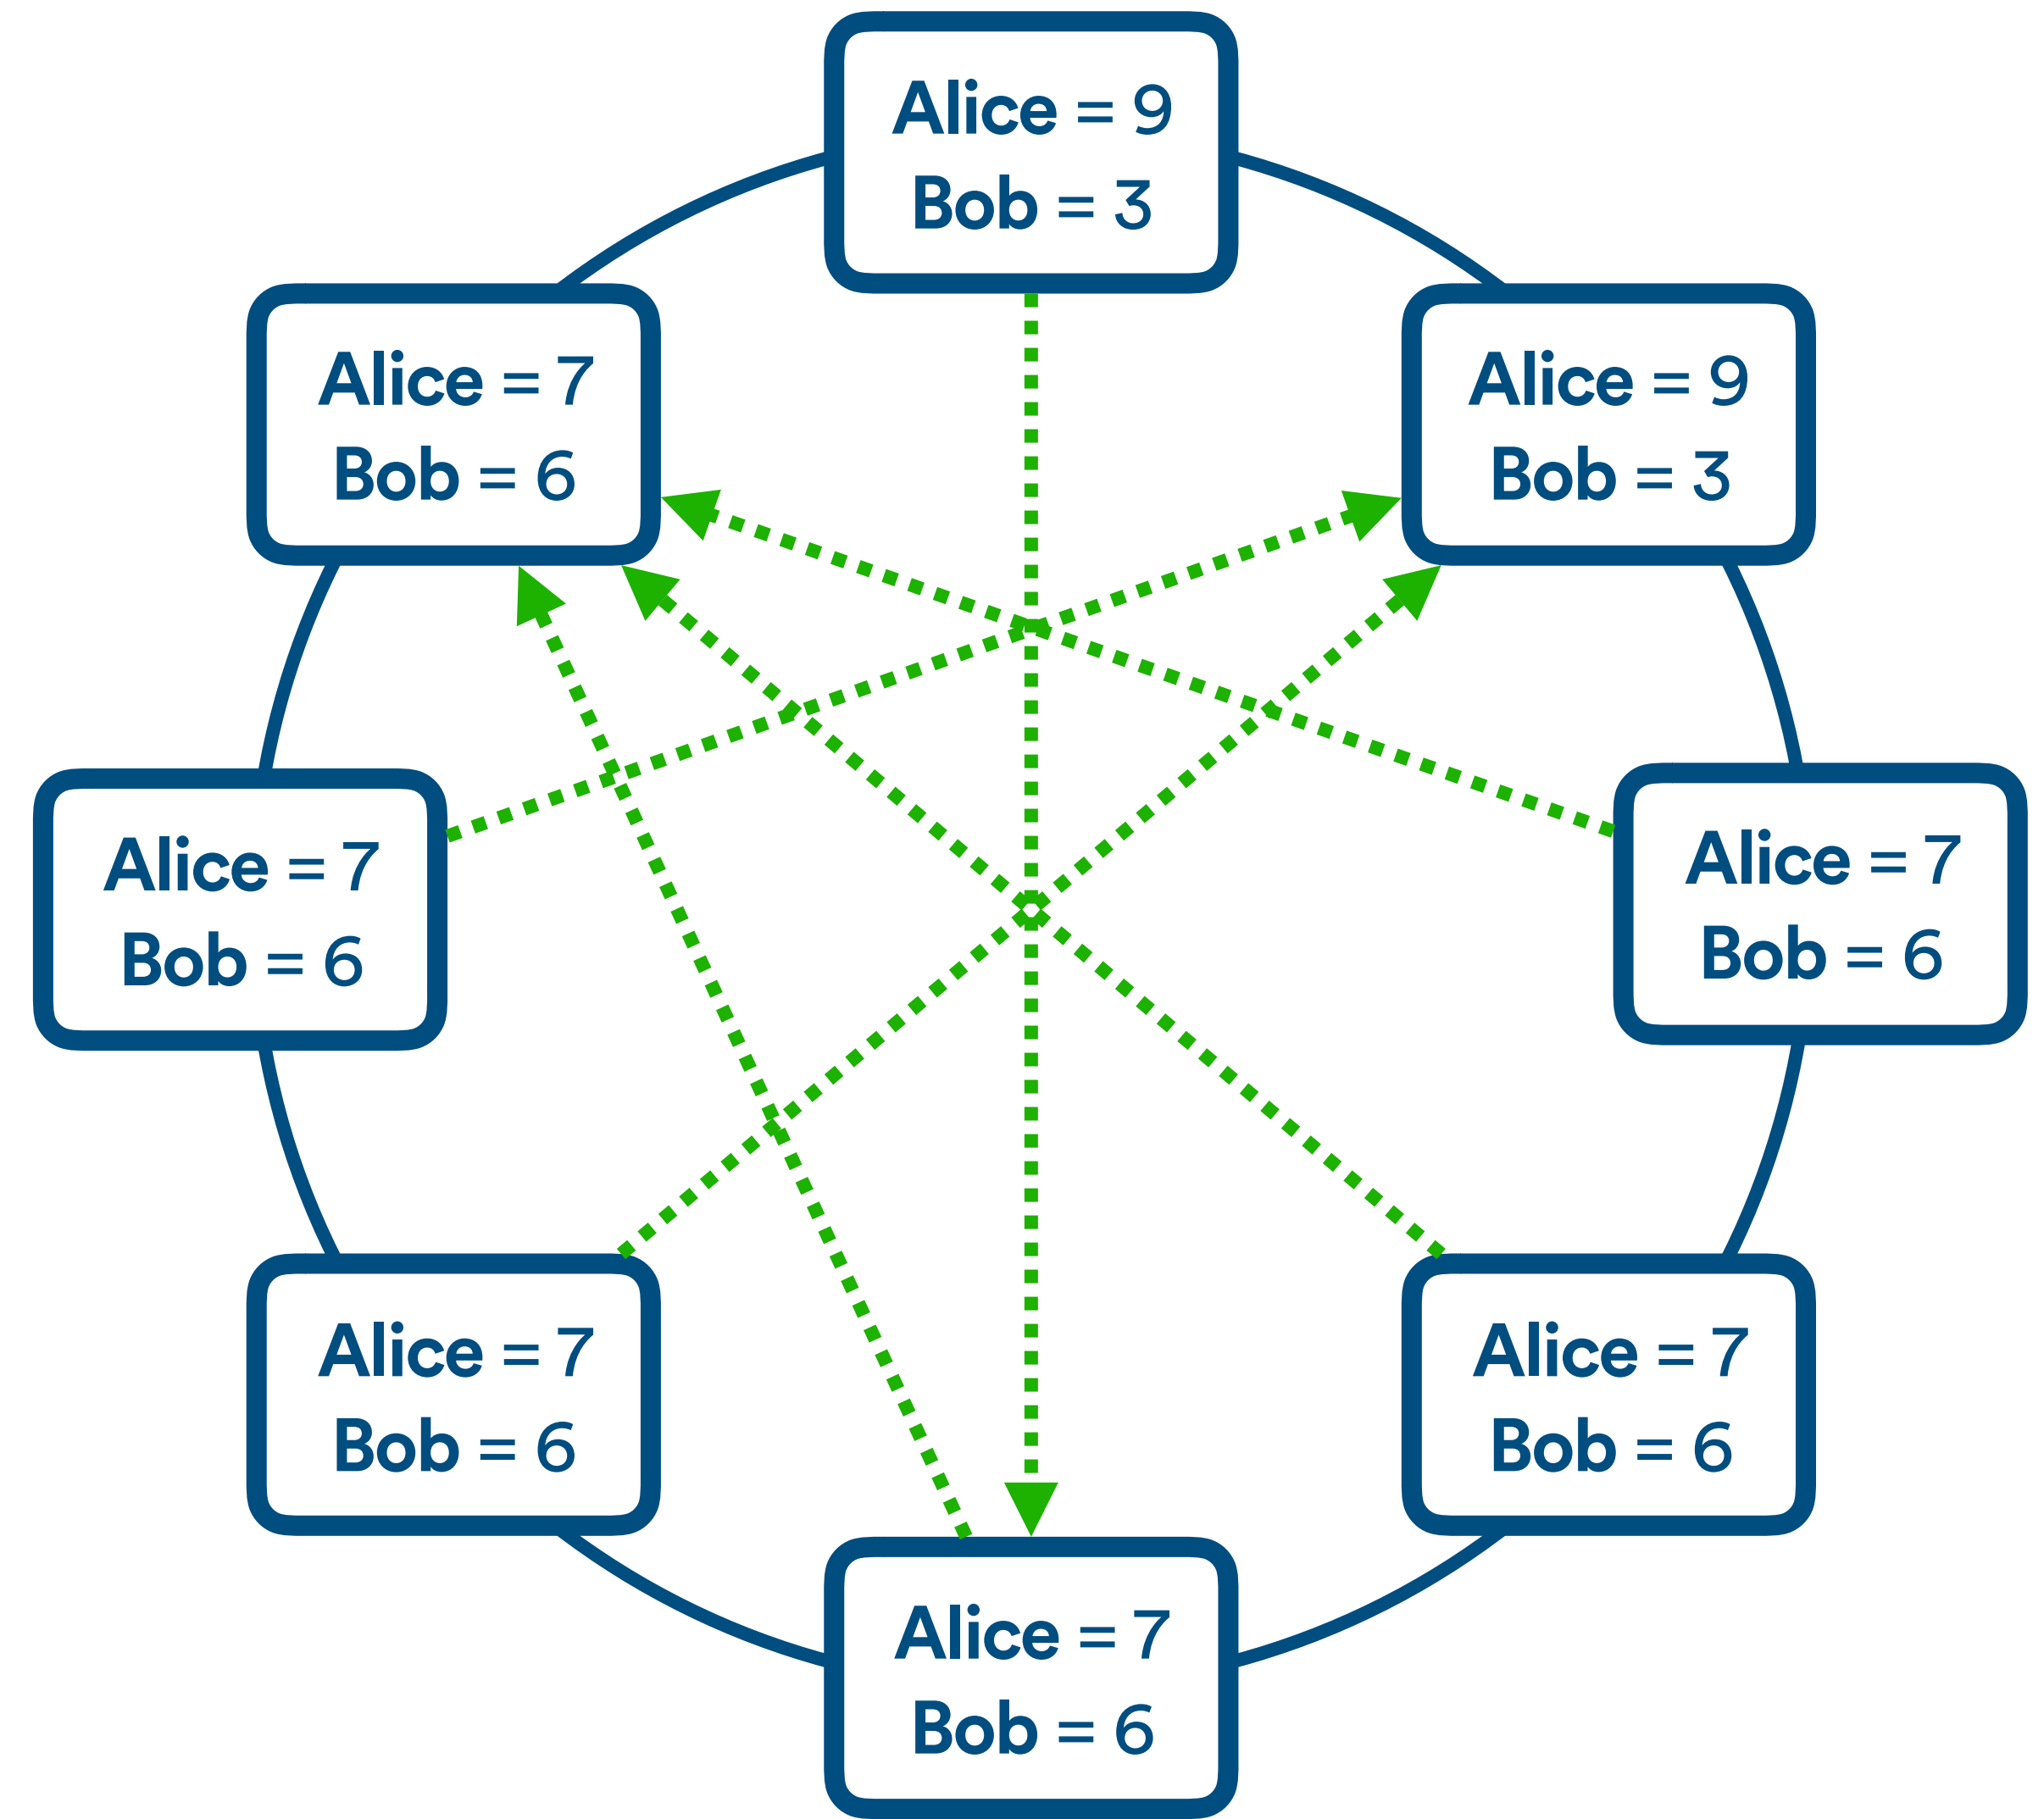 Alice = 9
Bob = 3
Alice = 7
Bob = 6
Alice = 9
Bob = 3
Alice =7
Bob = 6
Alice = 7
Bob = 6
Alice = 7
Bob = 6
Alice = 7
Bob = 6
Alice = 7
Bob = 6